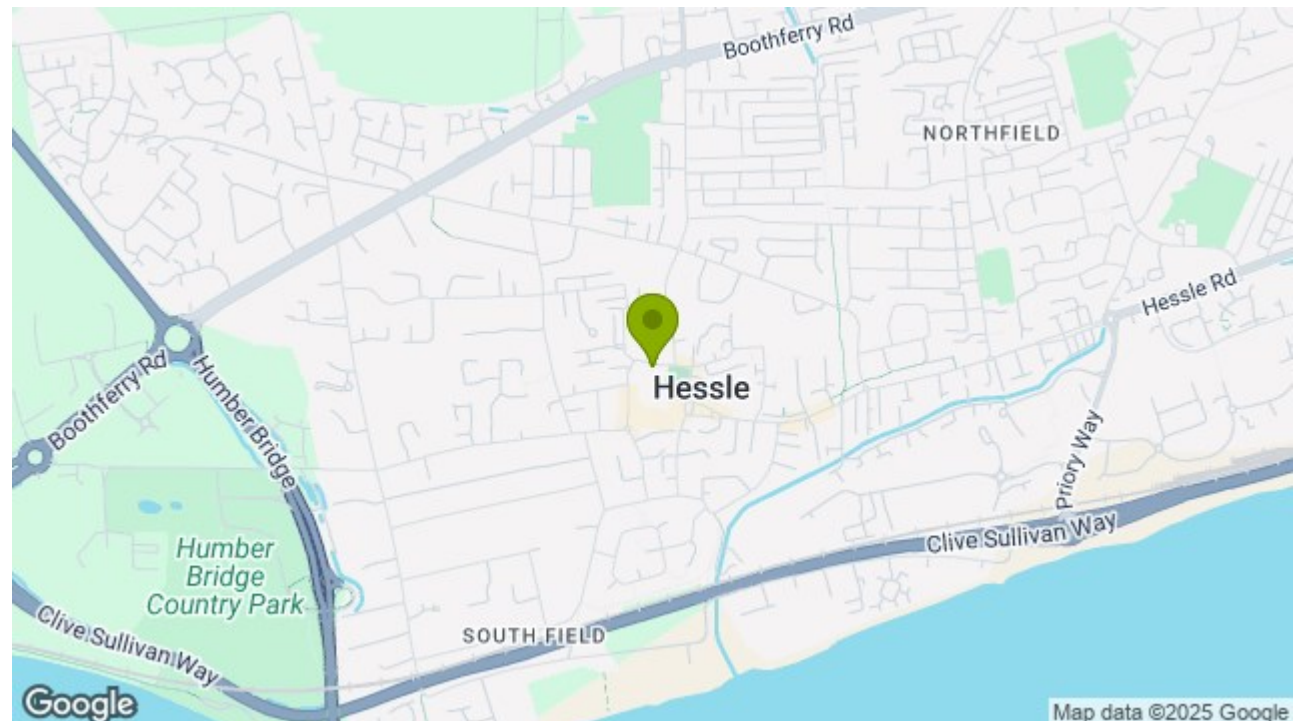 Boothferry Rd
NORTHFIELD
Hessle Rd
Boothferry Rd
Humber Bridge
Hessle
Priory Way
Clive Sullivan Way
Humber
Bridge
Country Park
Clive Sullivan Way
SOUTH FIELD
Google
Map data ©2025 Google